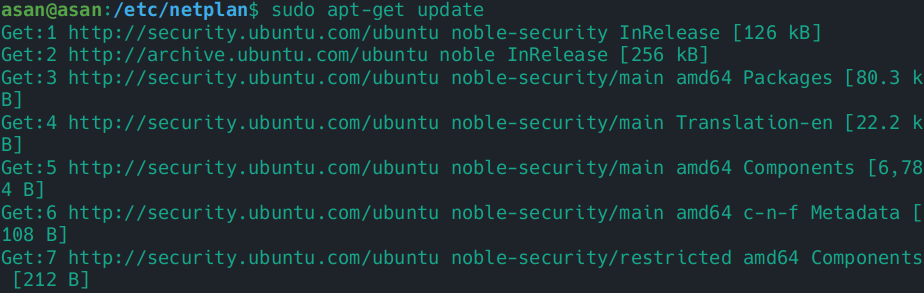 asan@asan:/etc/netplan$ sudo apt-get update
Get:1 http://security.ubuntu.com/ubuntu noble-security InRelease [126 kB]
Get:2 http://archive.ubuntu.com/ubuntu noble InRelease [256 kB]
Get:3 http://security.ubuntu.com/ubuntu noble-security/main amd64 Packages [80.3 k
B]
Get:4 http://security.ubuntu.com/ubuntu noble-security/main Translation-en [22.2 k
B]
Get:5 http://security.ubuntu.com/ubuntu noble-security/main amd64 Components [6,78
4 B]
Get:6 http://security.ubuntu.com/ubuntu noble-security/main amd64 c-n-f Metadata [
108 B]
Get:7 http://security.ubuntu.com/ubuntu noble-security/restricted amd64 Components
 [212 B]